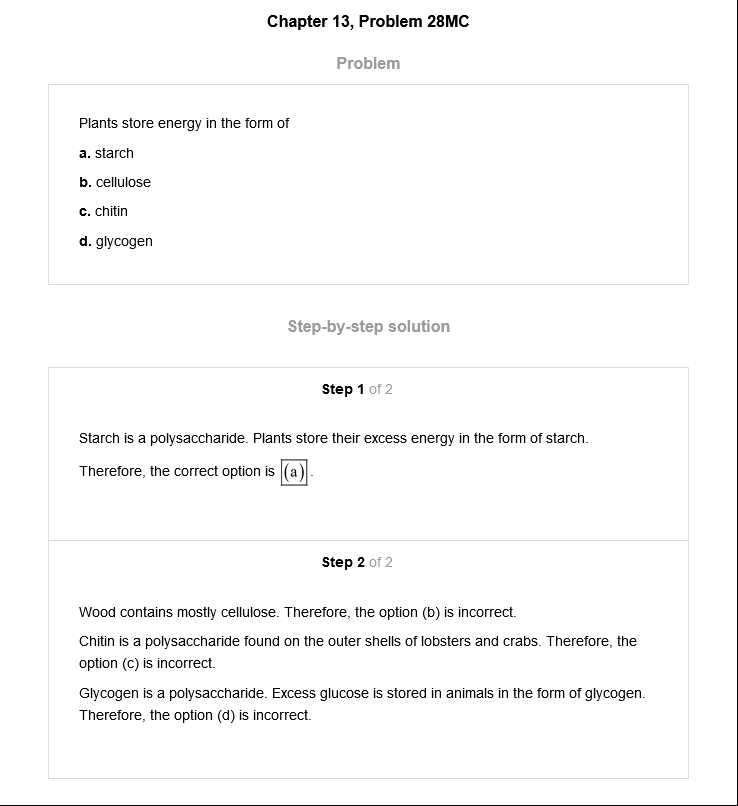 Chapter 13, Problem 28MC
Problem
Plants store energy in the form of
a. starch
b. cellulose
c. chitin
d. glycogen
Step-by-step solution
Step 1 of 2
Starch is a polysaccharide. Plants store their excess energy in the form of starch.
Therefore, the correct option is (a).
Step 2 of 2
Wood contains mostly cellulose. Therefore, the option (b) is incorrect.
Chitin is a polysaccharide found on the outer shells of lobsters and crabs. Therefore, the
option (c) is incorrect.
Glycogen is a polysaccharide. Excess glucose is stored in animals in the form of glycogen.
Therefore, the option (d) is incorrect.